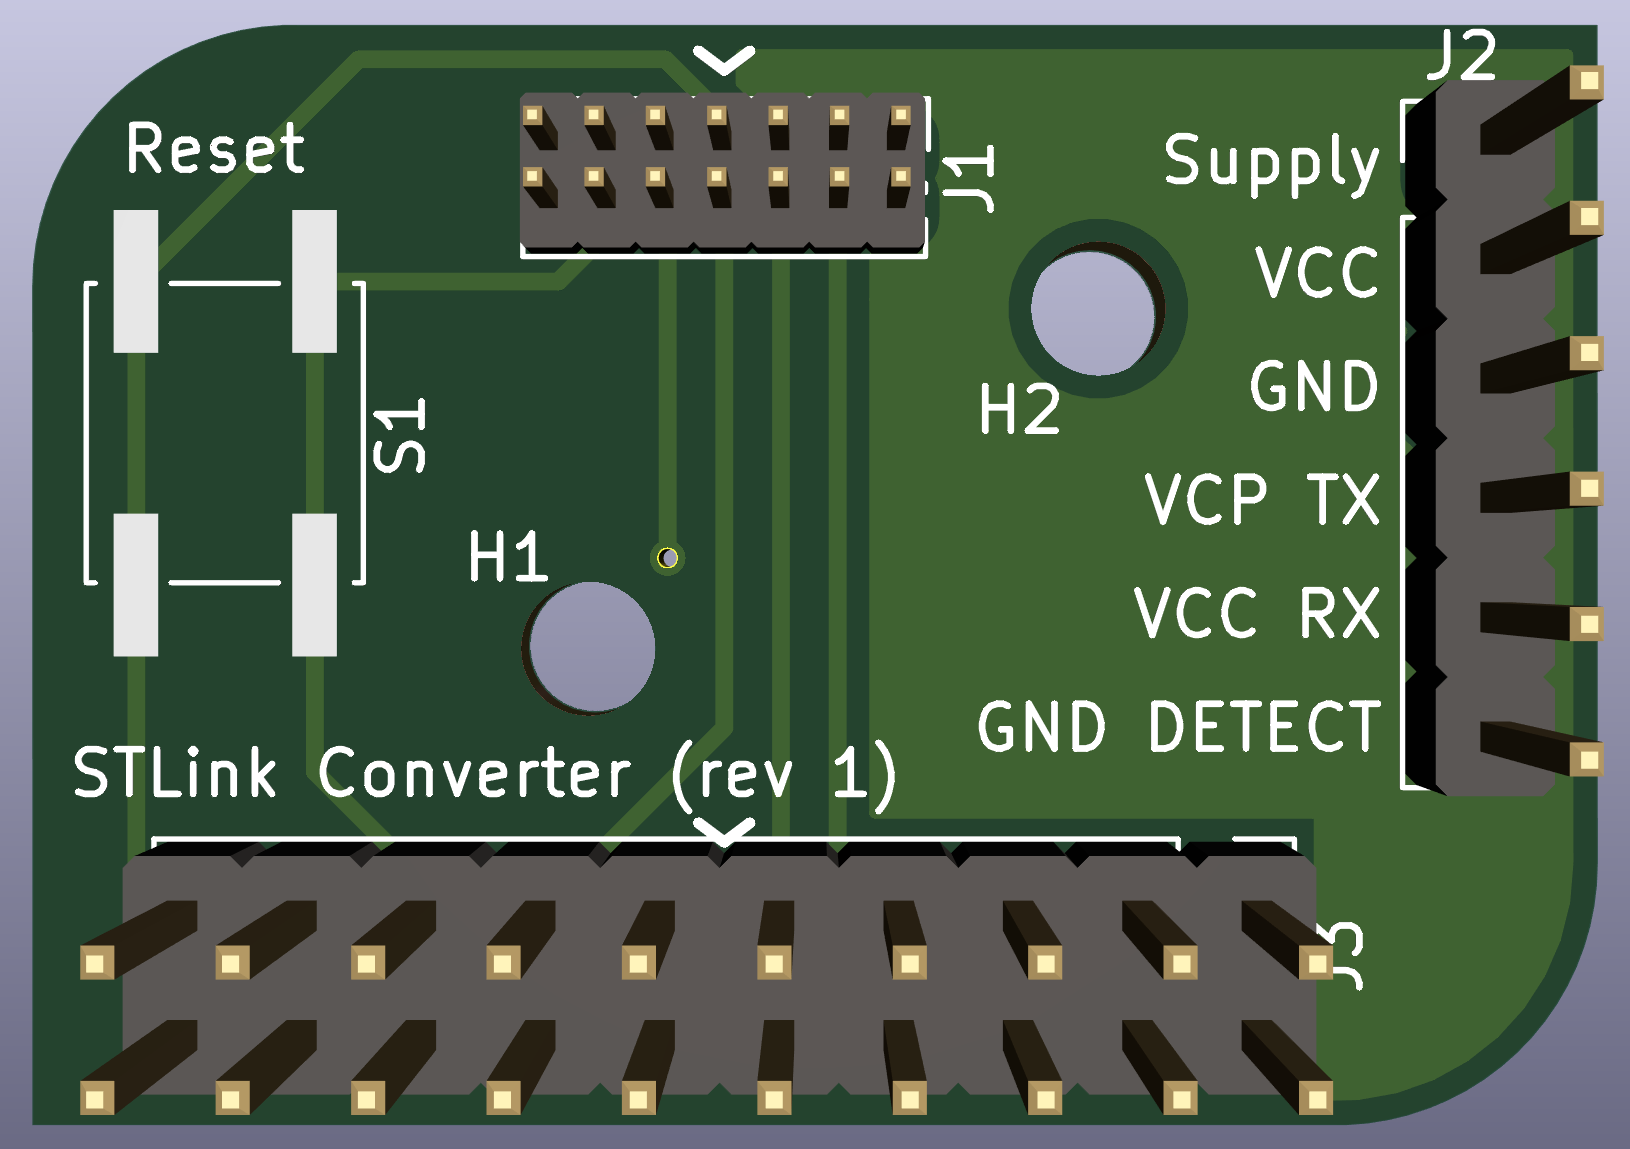 J2
Reset
Supply
J1
VCC
GND
H2
S1
VCP TX
H1
VCC RX
GND DETECT
STLink Converter (rev 1)
J3